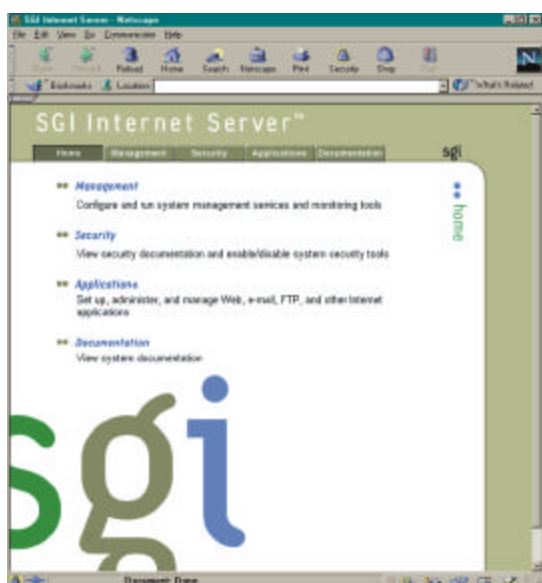 SGI Internet Server - Netscape
File Edit View Go Communicator Help
Reload Home Search Netscape Print Security Shop
N
Bookmarks Location What's Related
SGI Internet Server™
Home Management Security Applications Documentation
sgi
home
Management
Configure and run system management services and monitoring tools
Security
View security documentation and enable/disable system security tools
Applications
Set up, administer, and manage Web, e-mail, FTP, and other Internet
applications
Documentation
View system documentation
sgi
Document: Done